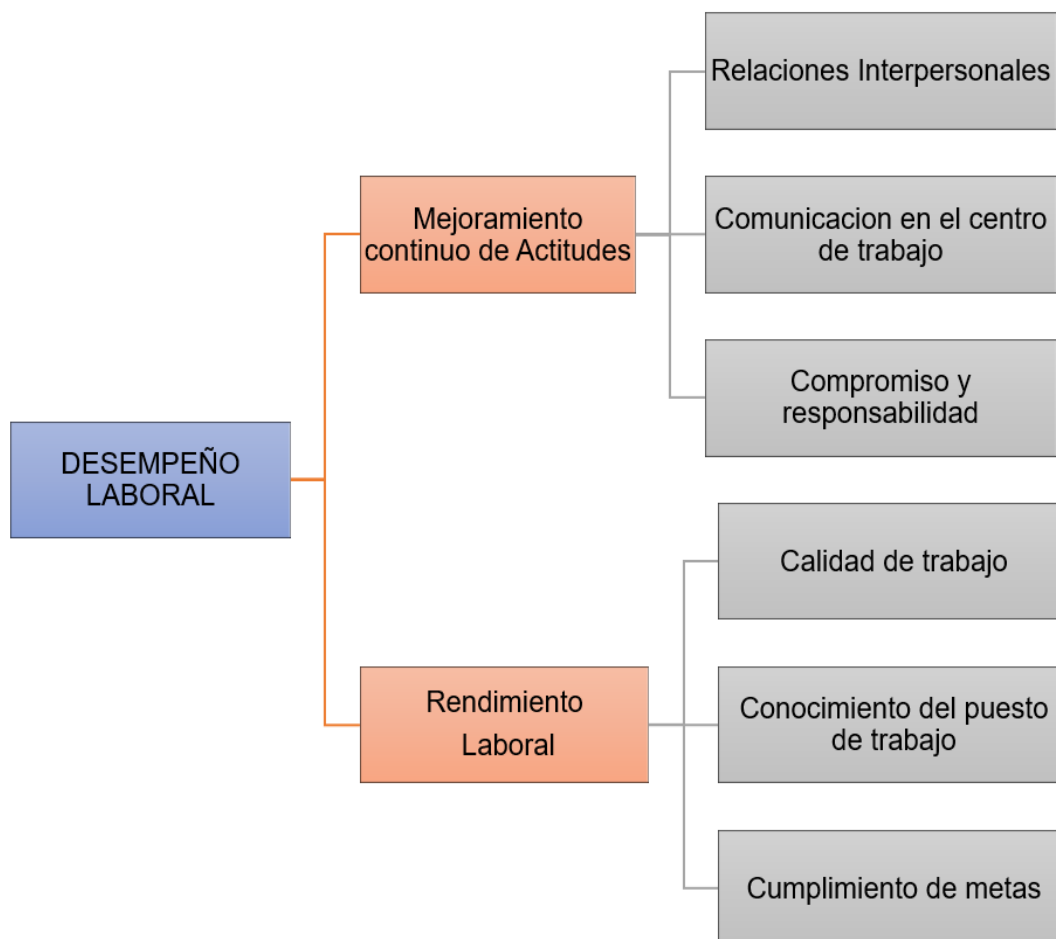 Relaciones Interpersonales
Mejoramiento
continuo de Actitudes
Comunicacion en el centro
de trabajo
Compromiso y
responsabilidad
DESEMPEÑO
LABORAL
Calidad de trabajo
Rendimiento
Laboral
Conocimiento del puesto
de trabajo
Cumplimiento de metas